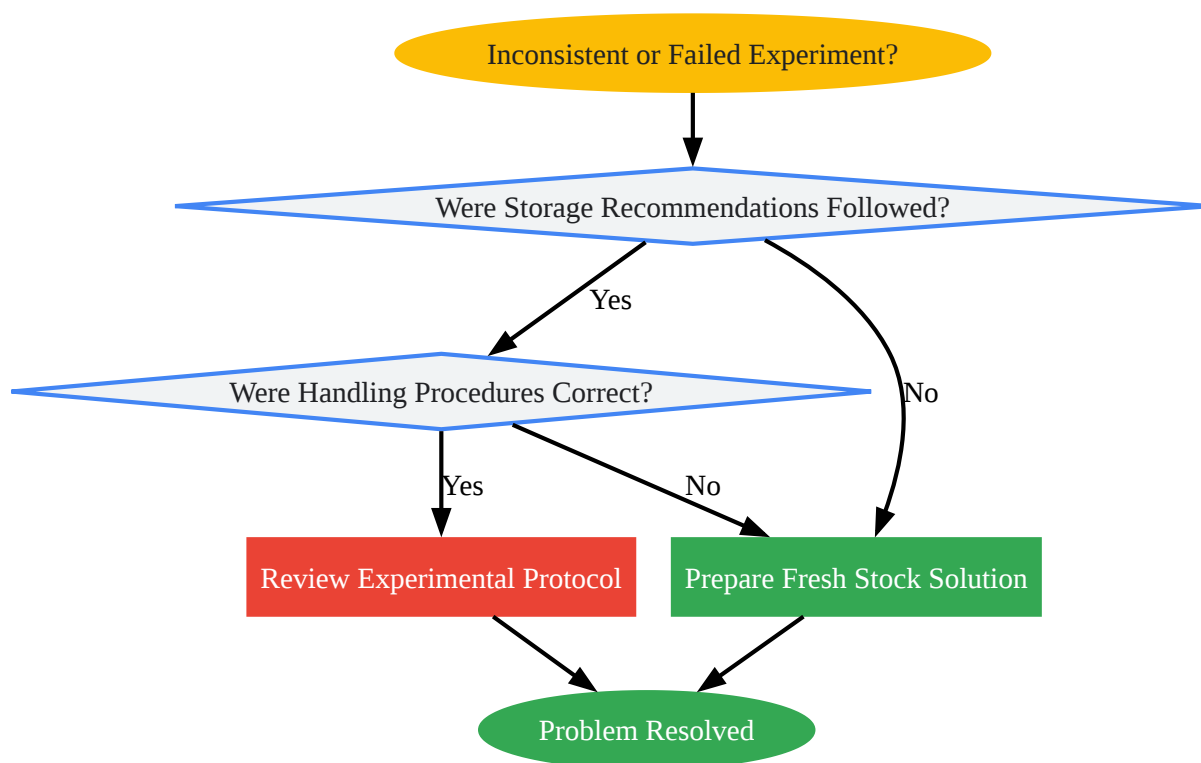 Inconsistent or Failed Experiment?
Were Storage Recommendations Followed?
Yes
Were Handling Procedures Correct?
No
Yes
No
Review Experimental Protocol
Prepare Fresh Stock Solution
Problem Resolved